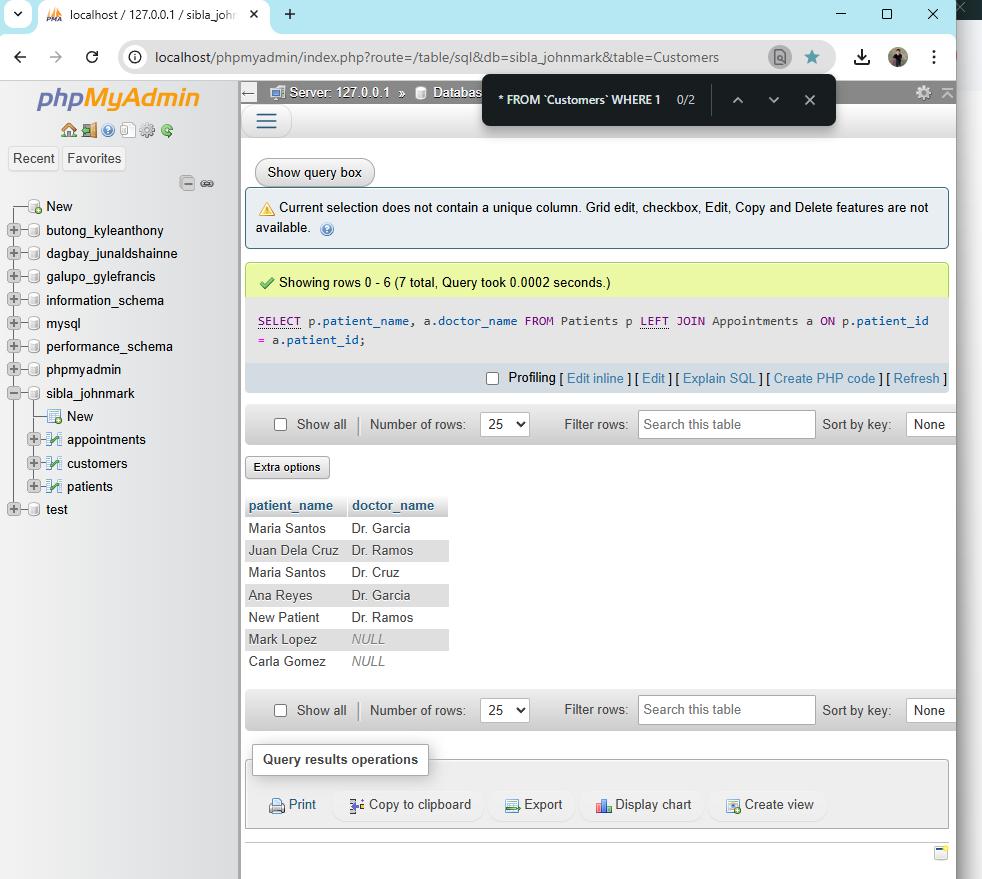 localhost / 127.0.0.1 / sibla_john
localhost/phpmyadmin/index.php?route=/table/sql&db=sibla_johnmark&table=Customers
* FROM `Customers` WHERE 1 0/2
phpMyAdmin
Recent Favorites
New
butong_kyleanthony
dagbay_junaldshainne
galupo_gylefrancis
information_schema
mysql
performance_schema
phpmyadmin
sibla_johnmark
New
appointments
customers
patients
test
Server: 127.0.0.1 » Databas
Show query box
Current selection does not contain a unique column. Grid edit, checkbox, Edit, Copy and Delete features are not
available.
Showing rows 0 - 6 (7 total, Query took 0.0002 seconds.)
SELECT p.patient_name, a.doctor_name FROM Patients p LEFT JOIN Appointments a ON p.patient_id
= a.patient_id;
Profiling [ Edit inline ] [ Edit ] [ Explain SQL ] [ Create PHP code ] [ Refresh ]
Show all Number of rows: 25 Filter rows: Search this table Sort by key: None
Extra options
patient_name doctor_name
Maria Santos Dr. Garcia
Juan Dela Cruz Dr. Ramos
Maria Santos Dr. Cruz
Ana Reyes Dr. Garcia
New Patient Dr. Ramos
Mark Lopez NULL
Carla Gomez NULL
Show all Number of rows: 25 Filter rows: Search this table Sort by key: None
Query results operations
Print Copy to clipboard Export Display chart Create view